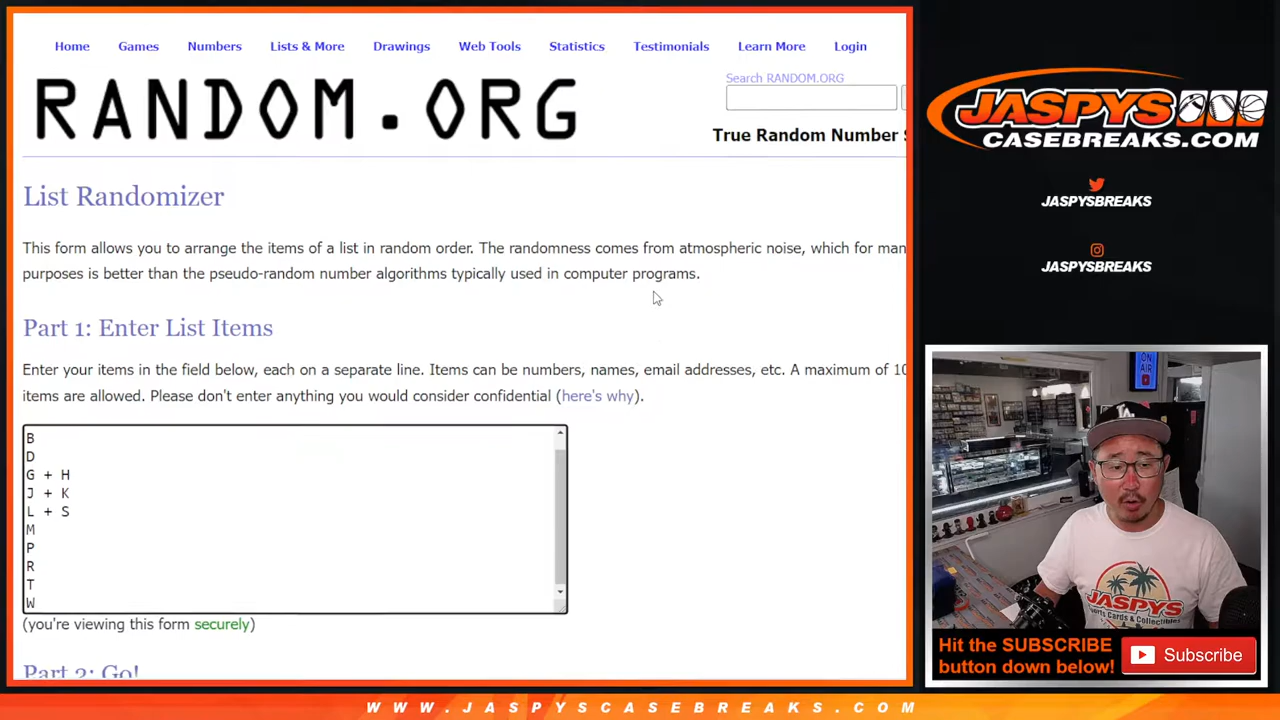 Home Games Numbers Lists & More Drawings Web Tools Statistics Testimonials Learn More Login
RANDOM.ORG
Search RANDOM.ORG
True Random Number S
List Randomizer
This form allows you to arrange the items of a list in random order. The randomness comes from atmospheric noise, which for man
purposes is better than the pseudo-random number algorithms typically used in computer programs.
Part 1: Enter List Items
Enter your items in the field below, each on a separate line. Items can be numbers, names, email addresses, etc. A maximum of 10
items are allowed. Please don't enter anything you would consider confidential (here's why).
B
D
G + H
J + K
L + S
M
P
R
T
W
(you're viewing this form securely)
Part 2: Go!
JASPYS
CASEBREAKS.COM
JASPYSBREAKS
JASPYSBREAKS
ON
AIR
LA
JASPYS
Sports Cards & Collectibles
Hit the SUBSCRIBE
button down below!
Subscribe
WWW.JASPYSCASEBREAKS.COM